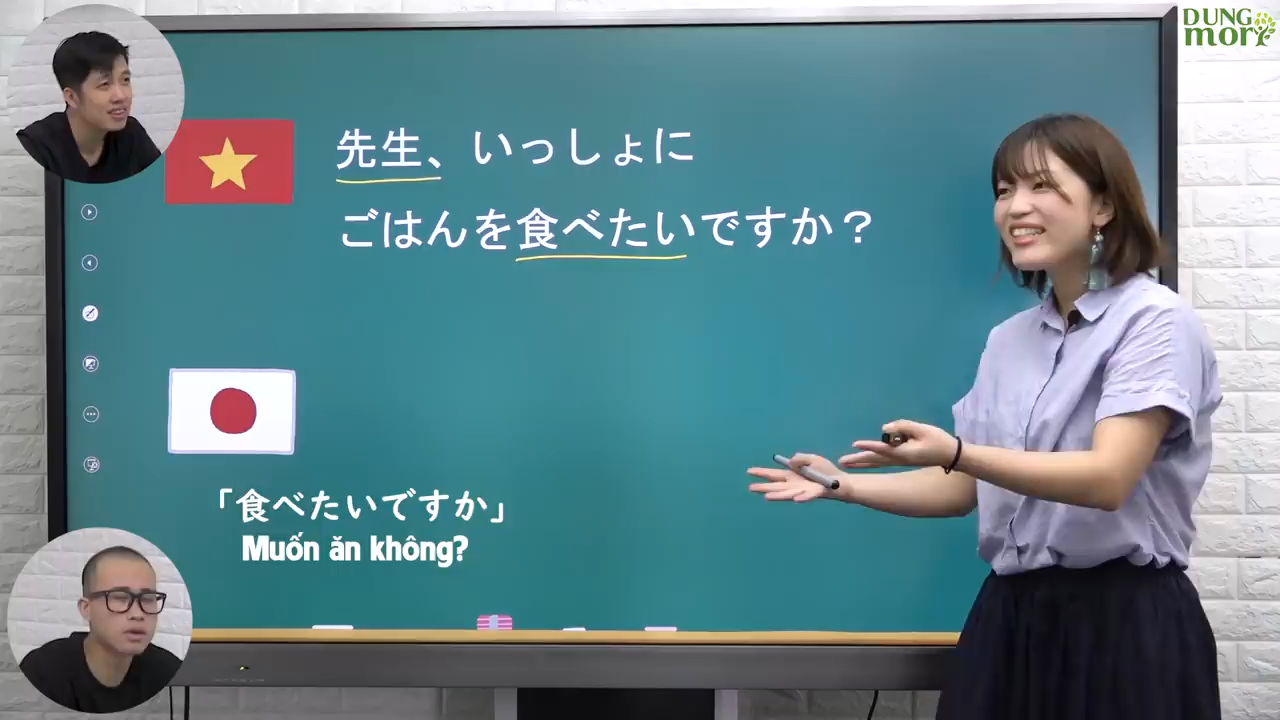 DUNG
mori
先生、いっしょに
ごはんを食べたいですか？
「食べたいですか」
Muốn ăn không?